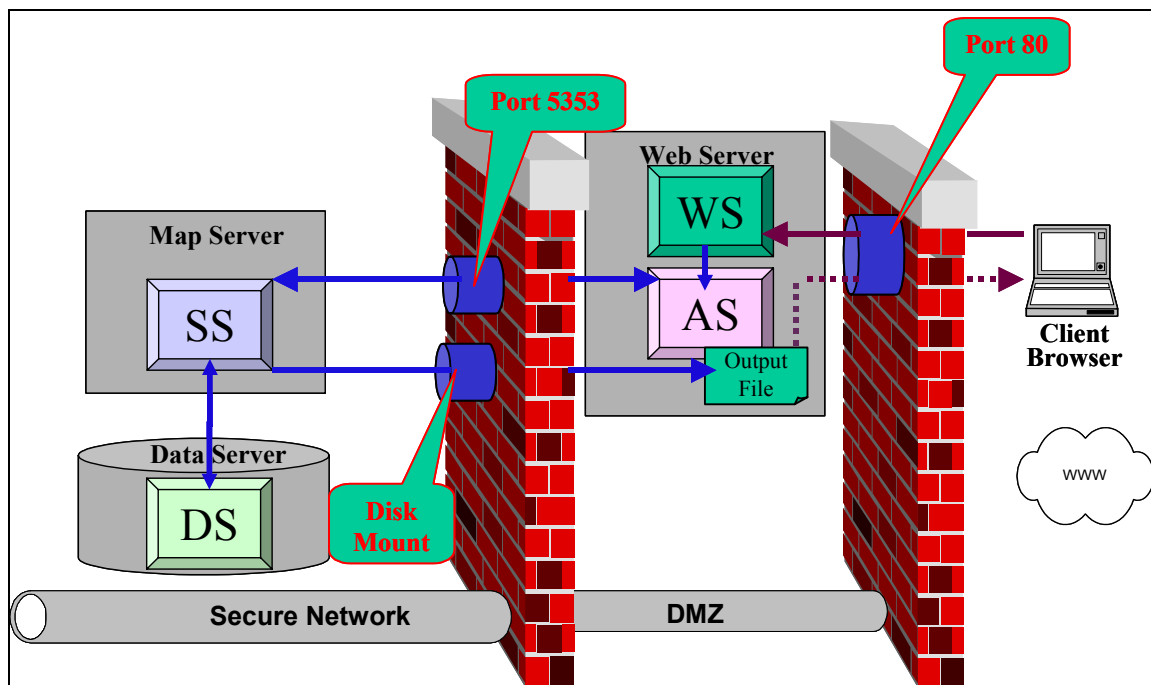 Port 80
Port 5353
Web Server
WS
Map Server
SS
AS
Output
File
Client
Browser
Data Server
DS
Disk
Mount
www
Secure Network
DMZ